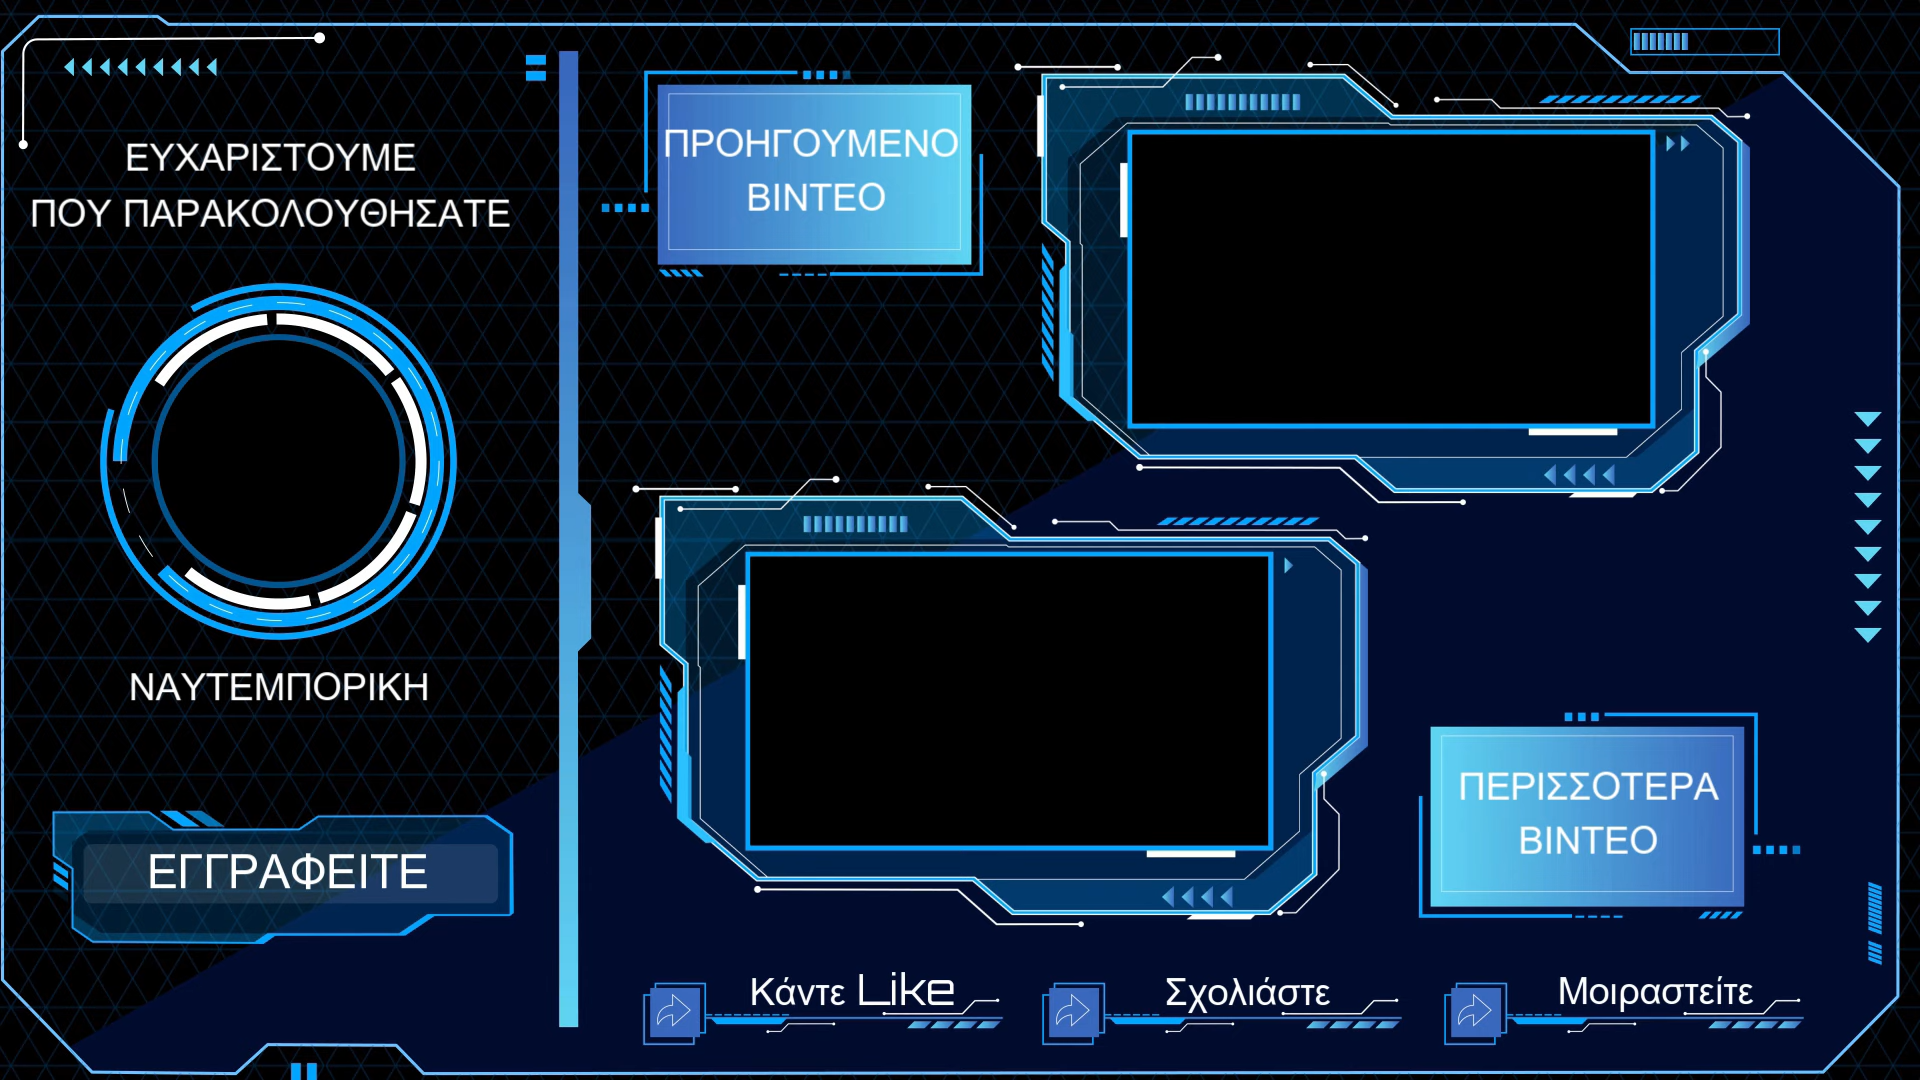 ΕΥΧΑΡΙΣΤΟΥΜΕ
ΠΟΥ ΠΑΡΑΚΟΛΟΥΘΗΣΑΤΕ
ΝΑΥΤΕΜΠΟΡΙΚΗ
ΕΓΓΡΑΦΕΙΤΕ
ΠΡΟΗΓΟΥΜΕΝΟ
ΒΙΝΤΕΟ
ΠΕΡΙΣΣΟΤΕΡΑ
ΒΙΝΤΕΟ
Κάντε Like
Σχολιάστε
Μοιραστείτε